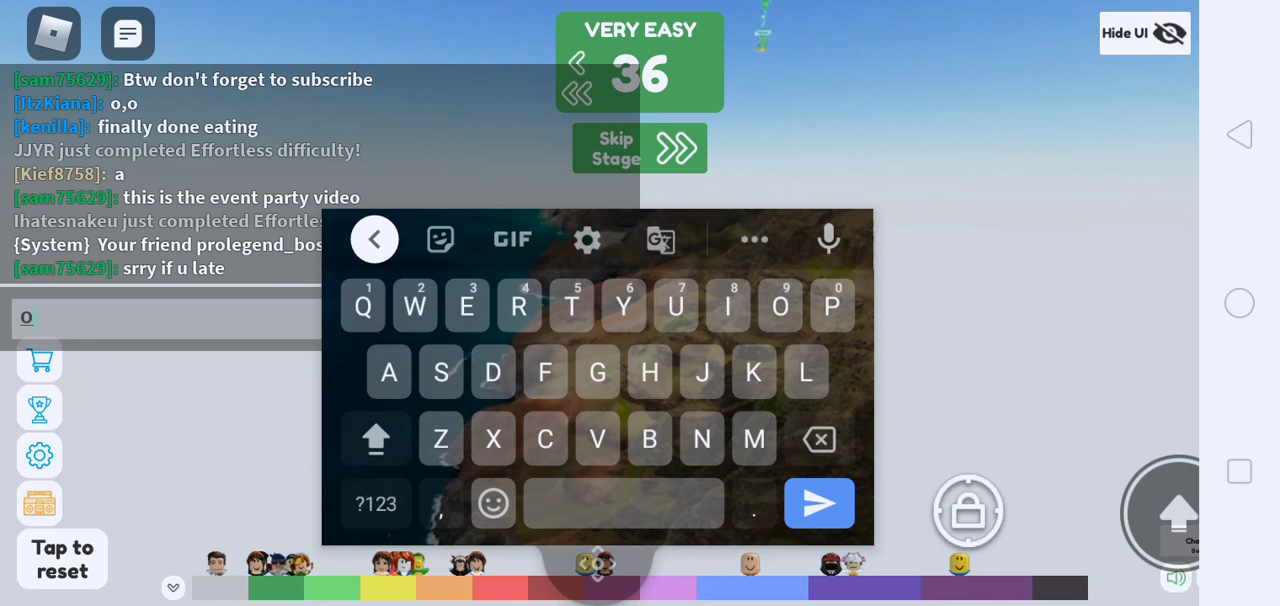 VERY EASY
36
Skip
Stage
Hide UI
[sam75629]: Btw don't forget to subscribe
[ItzKiana]: o,o
[kenilla]: finally done eating
JJYR just completed Effortless difficulty!
[Kief8758]: a
[sam75629]: this is the event party video
Ihatesnakeu just completed
{System} Your friend
[sam75629]: srry if u late
o
GIF
1 2 3 4 5 6 7 8 9 0
Q W E R T Y U I O P
A S D F G H J K L
Z X C V B N M
?123 , .
Tap to
reset